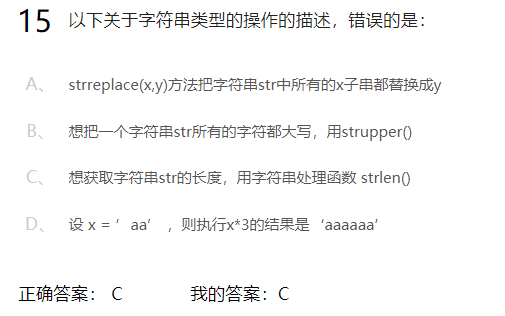 15 以下关于字符串类型的操作的描述，错误的是：
A、 strreplace(x,y)方法把字符串str中所有的x子串都替换成y
B、 想把一个字符串str所有的字符都大写，用strupper()
C、 想获取字符串str的长度，用字符串处理函数 strlen()
D、 设 x = ’aa’ ，则执行x*3的结果是‘aaaaaa’
正确答案： C 我的答案：C